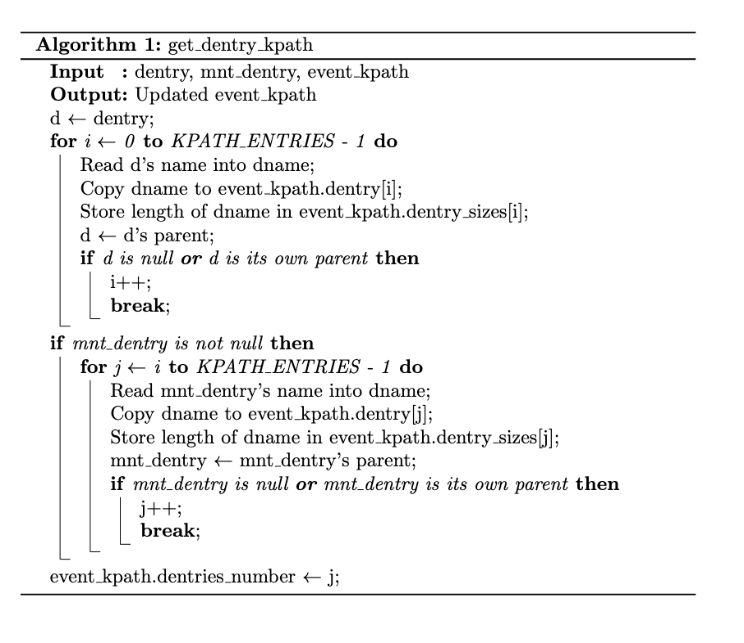 Algorithm 1: get_dentry_kpath
Input : dentry, mnt_dentry, event_kpath
Output: Updated event_kpath
d ← dentry;
for i ← 0 to KPATH_ENTRIES - 1 do
Read d's name into dname;
Copy dname to event_kpath.dentry[i];
Store length of dname in event_kpath.dentry_sizes[i];
d ← d's parent;
if d is null or d is its own parent then
i++;
break;
if mnt_dentry is not null then
for j ← i to KPATH_ENTRIES - 1 do
Read mnt_dentry's name into dname;
Copy dname to event_kpath.dentry[j];
Store length of dname in event_kpath.dentry_sizes[j];
mnt_dentry ← mnt_dentry's parent;
if mnt_dentry is null or mnt_dentry is its own parent then
j++;
break;
event_kpath.dentries_number ← j;